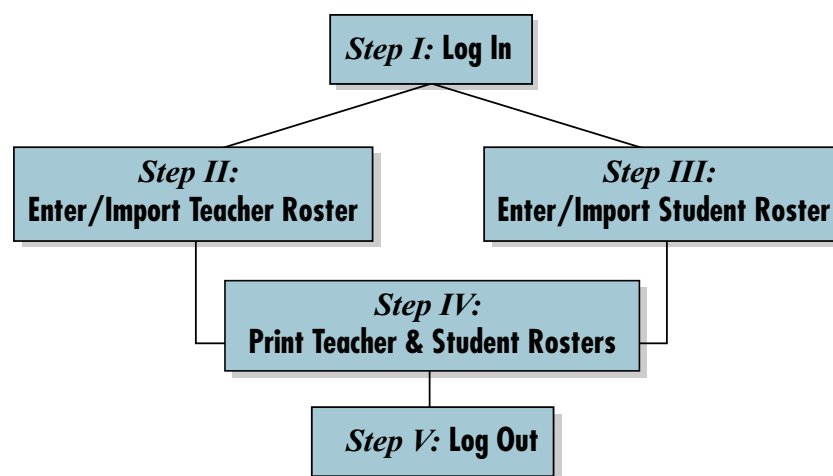 Step I: Log In
Step II:
Enter/Import Teacher Roster
Step III:
Enter/Import Student Roster
Step IV:
Print Teacher & Student Rosters
Step V: Log Out